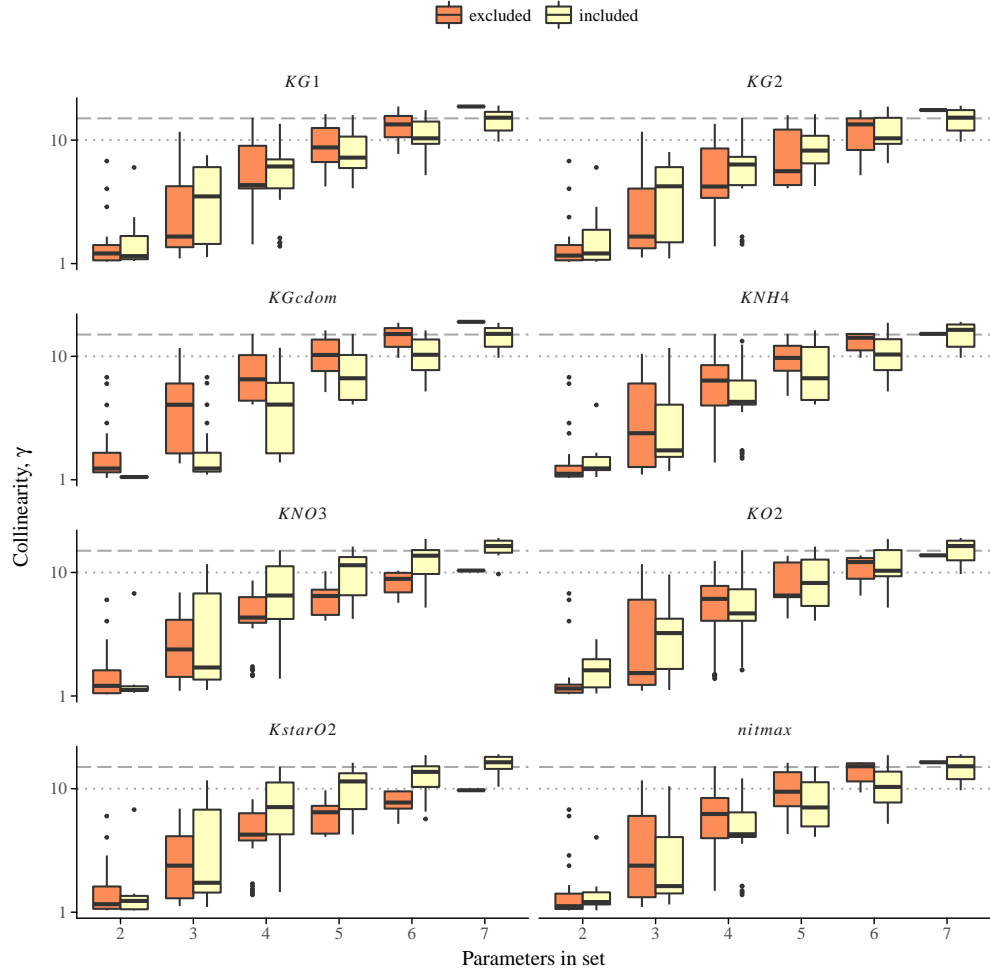 excluded included
KG1 KG2
10
1
KGcdom KNH4
10
1
KNO3 KO2
10
1
KstarO2 nitmax
10
1
2 3 4 5 6 7 2 3 4 5 6 7
Parameters in set
Collinearity, γ